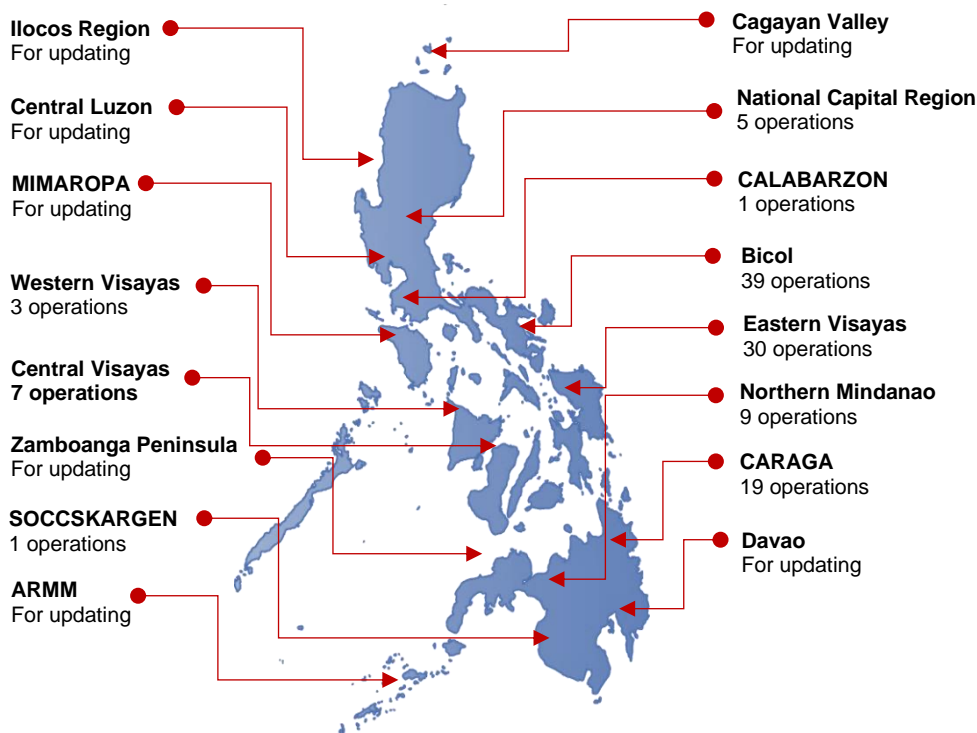 Ilocos Region
For updating
Central Luzon
For updating
MIMAROPA
For updating
Western Visayas
3 operations
Central Visayas
7 operations
Zamboanga Peninsula
For updating
SOCCSKARGEN
1 operations
ARMM
For updating
Cagayan Valley
For updating
National Capital Region
5 operations
CALABARZON
1 operations
Bicol
39 operations
Eastern Visayas
30 operations
Northern Mindanao
9 operations
CARAGA
19 operations
Davao
For updating